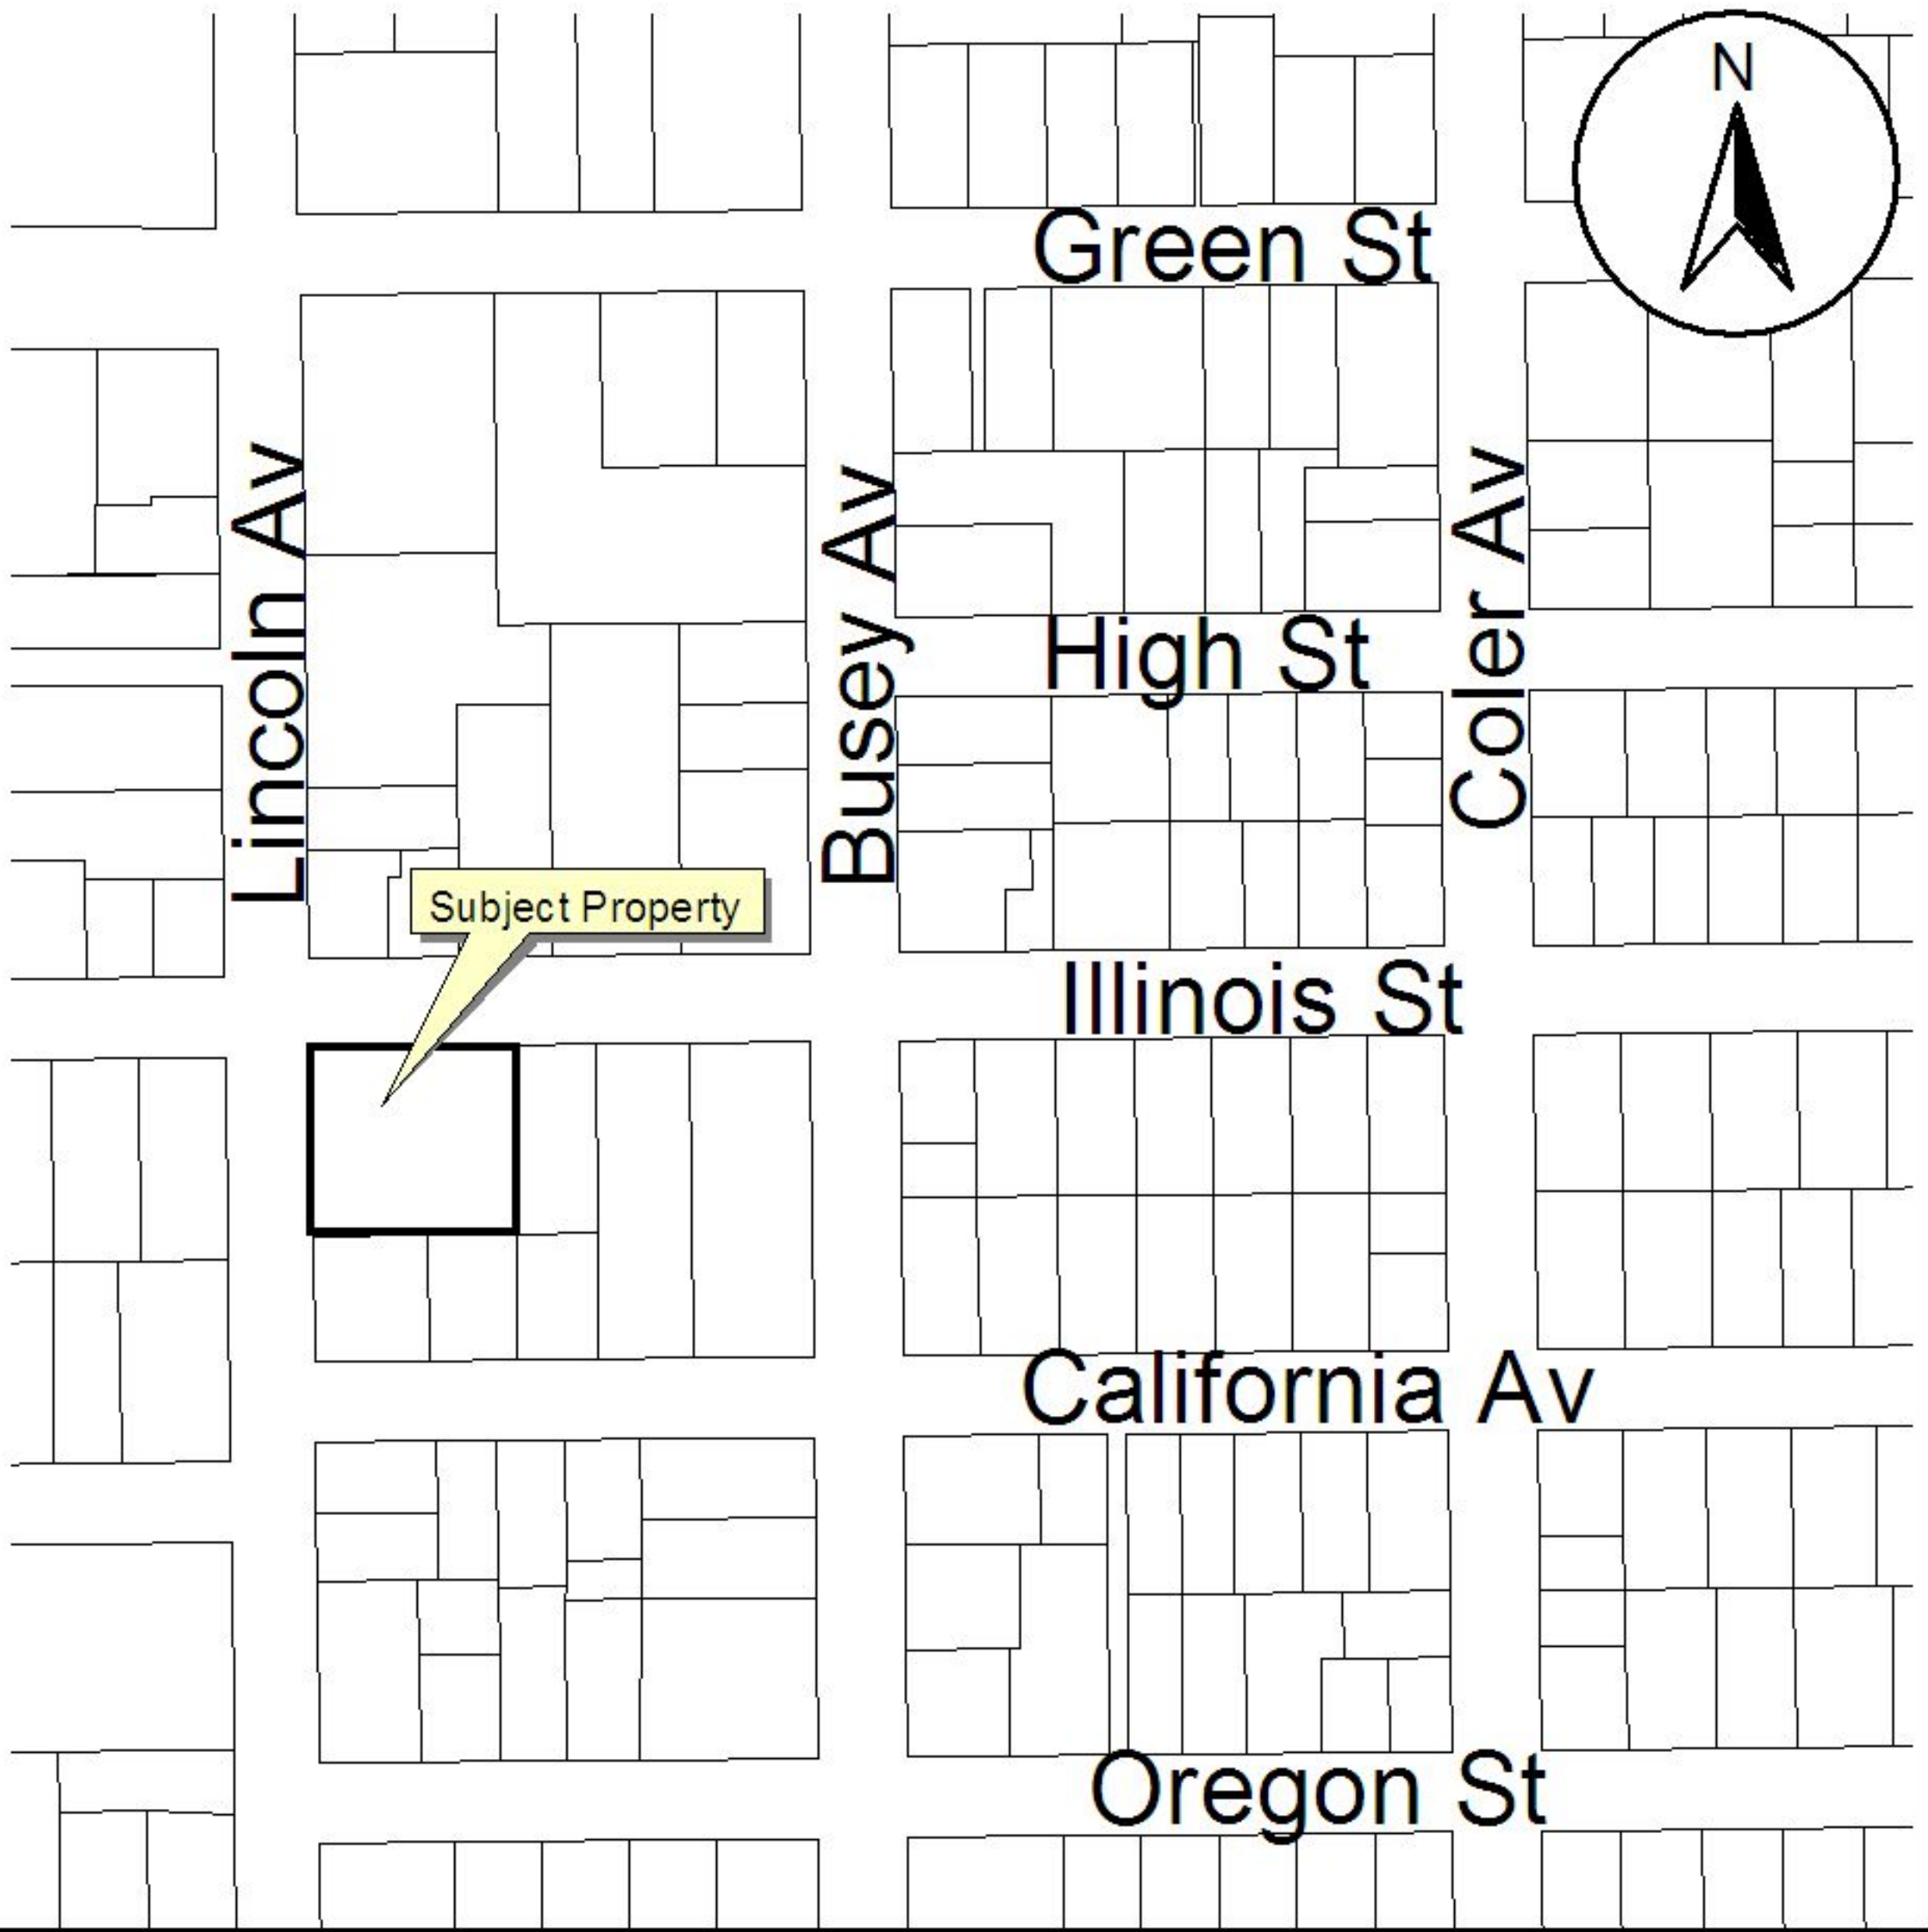 N
Green St
Lincoln Av
Busey Av
Coler Av
High St
Subject Property
Illinois St
California Av
Oregon St